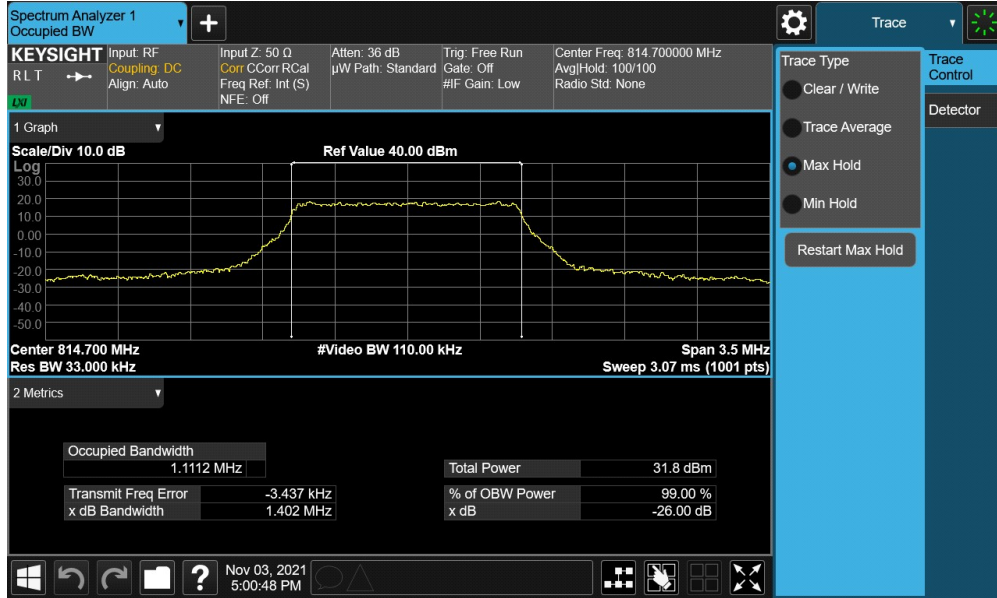 Spectrum Analyzer 1
Occupied BW
+
Trace
KEYSIGHT
R L T
LXI
Input: RF
Coupling: DC
Align: Auto
Input Z: 50 Ω
Corr CCorr RCal
Freq Ref: Int (S)
NFE: Off
Atten: 36 dB
µW Path: Standard
Trig: Free Run
Gate: Off
#IF Gain: Low
Center Freq: 814.700000 MHz
Avg|Hold: 100/100
Radio Std: None
Trace Type
Clear / Write
Trace Average
Max Hold
Min Hold
Restart Max Hold
Trace
Control
Detector
1 Graph
Scale/Div 10.0 dB
Ref Value 40.00 dBm
Log
30.0
20.0
10.0
0.00
-10.0
-20.0
-30.0
-40.0
-50.0
Center 814.700 MHz
#Video BW 110.00 kHz
Span 3.5 MHz
Res BW 33.000 kHz
Sweep 3.07 ms (1001 pts)
2 Metrics
Occupied Bandwidth
1.1112 MHz
Total Power 31.8 dBm
Transmit Freq Error -3.437 kHz
% of OBW Power 99.00 %
x dB Bandwidth 1.402 MHz
x dB -26.00 dB
?
Nov 03, 2021
5:00:48 PM